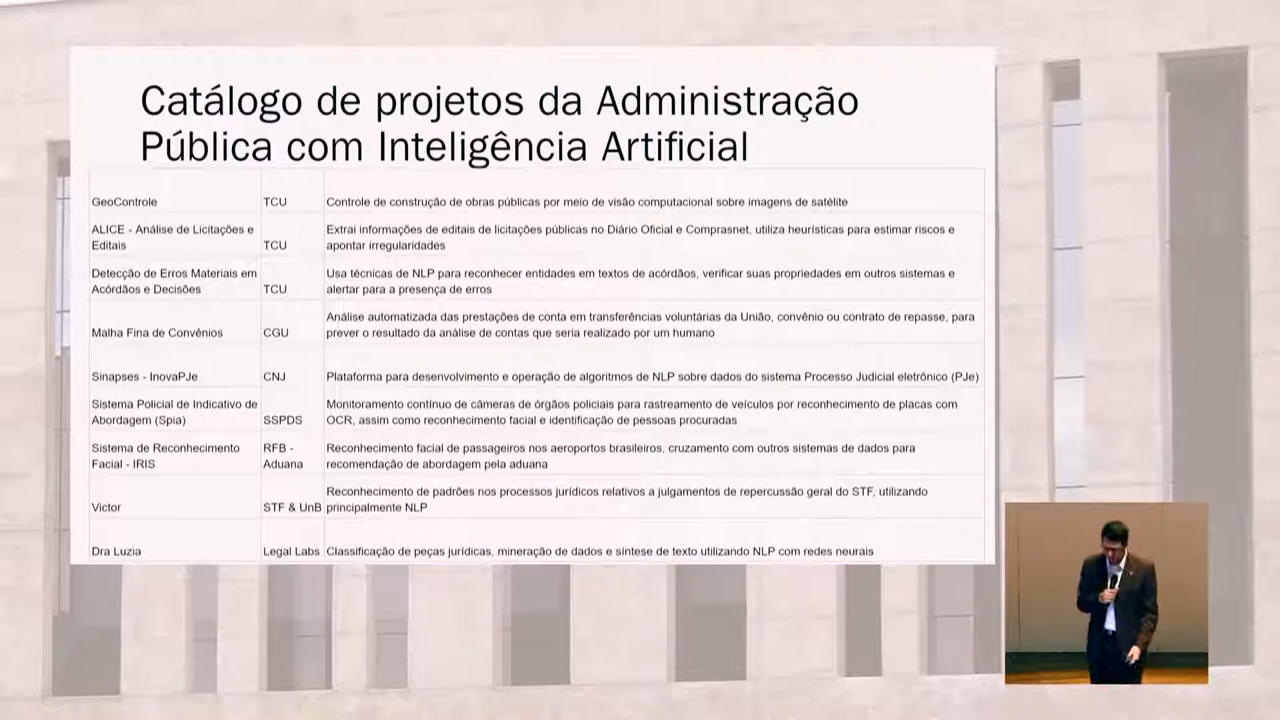 Catálogo de projetos da Administração
Pública com Inteligência Artificial
GeoControle TCU Controle de construção de obras públicas por meio de visão computacional sobre imagens de satélite
ALICE - Análise de Licitações e
Editais TCU Extrai informações de editais de licitações públicas no Diário Oficial e Comprasnet, utiliza heurísticas para estimar riscos e
apontar irregularidades
Detecção de Erros Materiais em
Acórdãos e Decisões TCU Usa técnicas de NLP para reconhecer entidades em textos de acórdãos, verificar suas propriedades em outros sistemas e
alertar para a presença de erros
Malha Fina de Convênios CGU Análise automatizada das prestações de conta em transferências voluntárias da União, convênio ou contrato de repasse, para
prever o resultado da análise de contas que seria realizado por um humano
Sinapses - InovaPJe CNJ Plataforma para desenvolvimento e operação de algoritmos de NLP sobre dados do sistema Processo Judicial eletrônico (PJe)
Sistema Policial de Indicativo de
Abordagem (Spia) SSPDS Monitoramento contínuo de câmeras de órgãos policiais para rastreamento de veículos por reconhecimento de placas com
OCR, assim como reconhecimento facial e identificação de pessoas procuradas
Sistema de Reconhecimento
Facial - IRIS RFB -
Aduana Reconhecimento facial de passageiros nos aeroportos brasileiros, cruzamento com outros sistemas de dados para
recomendação de abordagem pela aduana
Victor STF & UnB Reconhecimento de padrões nos processos jurídicos relativos a julgamentos de repercussão geral do STF, utilizando
principalmente NLP
Dra Luzia Legal Labs Classificação de peças jurídicas, mineração de dados e síntese de texto utilizando NLP com redes neurais